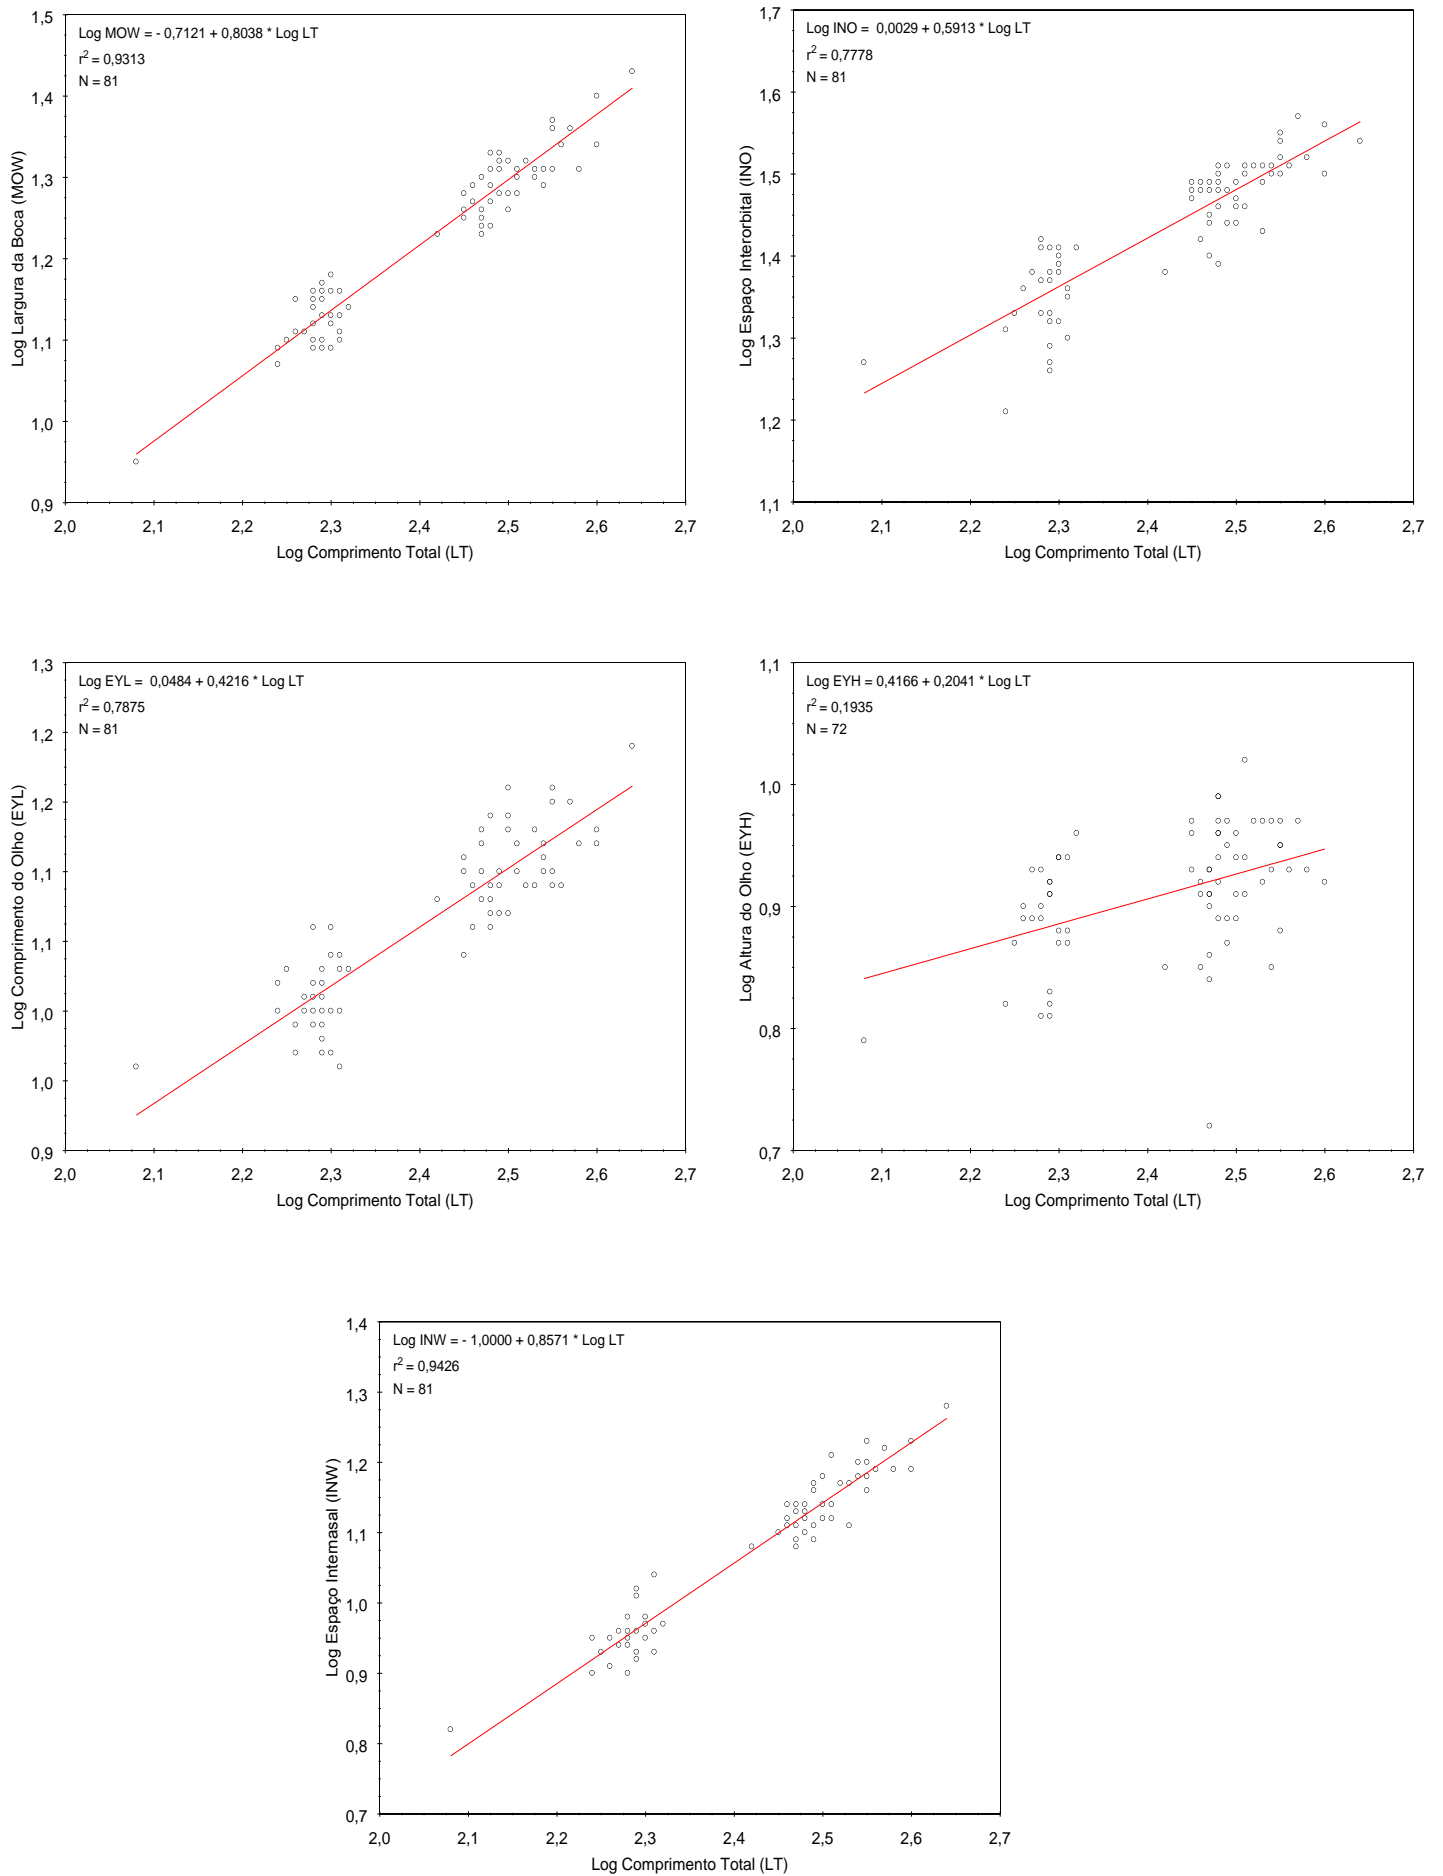 Log MOW = - 0,7121 + 0,8038 * Log LT
r² = 0,9313
N = 81
Log Largura da Boca (MOW)
1,5
1,4
1,3
1,2
1,1
1,0
0,9
2,0 2,1 2,2 2,3 2,4 2,5 2,6 2,7
Log Comprimento Total (LT)
Log INO = 0,0029 + 0,5913 * Log LT
r² = 0,7778
N = 81
Log Espaço Interorbital (INO)
1,7
1,6
1,5
1,4
1,3
1,2
1,1
2,0 2,1 2,2 2,3 2,4 2,5 2,6 2,7
Log Comprimento Total (LT)
Log EYL = 0,0484 + 0,4216 * Log LT
r² = 0,7875
N = 81
Log Comprimento do Olho (EYL)
1,3
1,2
1,2
1,1
1,1
1,0
1,0
0,9
2,0 2,1 2,2 2,3 2,4 2,5 2,6 2,7
Log Comprimento Total (LT)
Log EYH = 0,4166 + 0,2041 * Log LT
r² = 0,1935
N = 72
Log Altura do Olho (EYH)
1,1
1,0
0,9
0,8
0,7
2,0 2,1 2,2 2,3 2,4 2,5 2,6 2,7
Log Comprimento Total (LT)
Log INW = - 1,0000 + 0,8571 * Log LT
r² = 0,9426
N = 81
Log Espaço Internasal (INW)
1,4
1,3
1,2
1,1
1,0
0,9
0,8
0,7
2,0 2,1 2,2 2,3 2,4 2,5 2,6 2,7
Log Comprimento Total (LT)